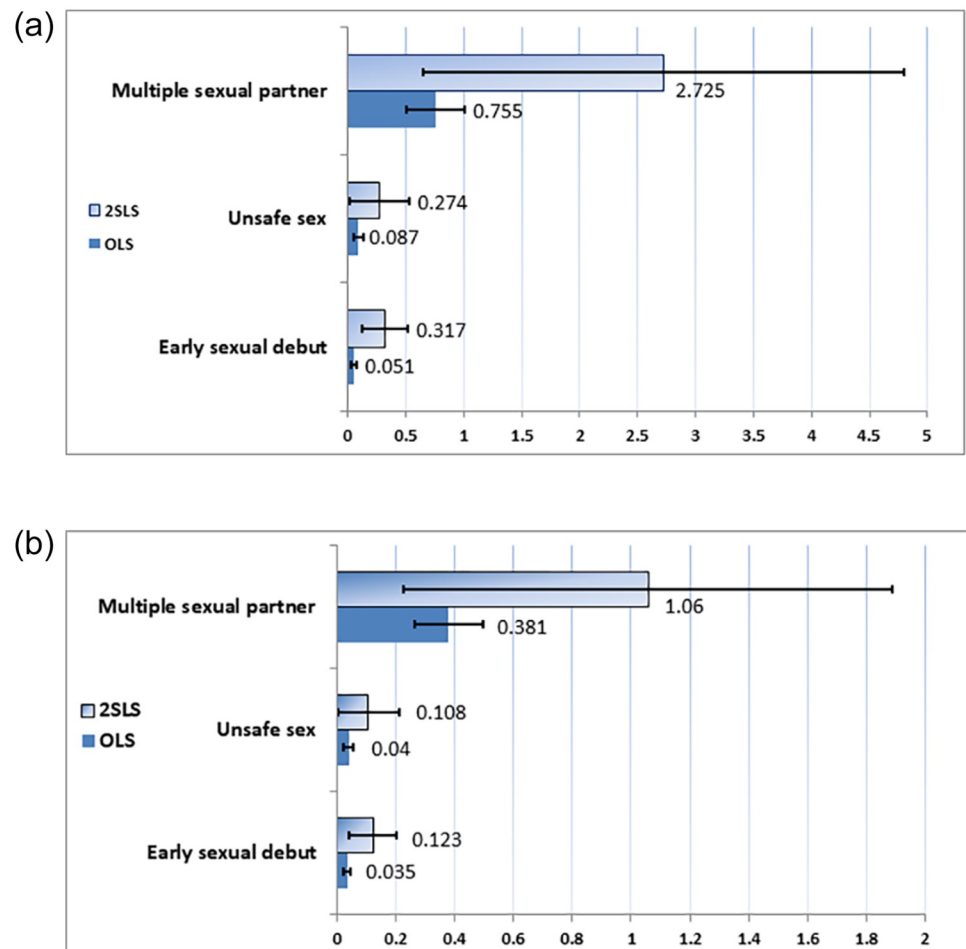 (a)
Multiple sexual partner
2.725
0.755
2SLS
OLS
Unsafe sex
0.274
0.087
Early sexual debut
0.317
0.051
0 0.5 1 1.5 2 2.5 3 3.5 4 4.5 5
(b)
Multiple sexual partner
1.06
0.381
2SLS
OLS
Unsafe sex
0.108
0.04
Early sexual debut
0.123
0.035
0 0.2 0.4 0.6 0.8 1 1.2 1.4 1.6 1.8 2